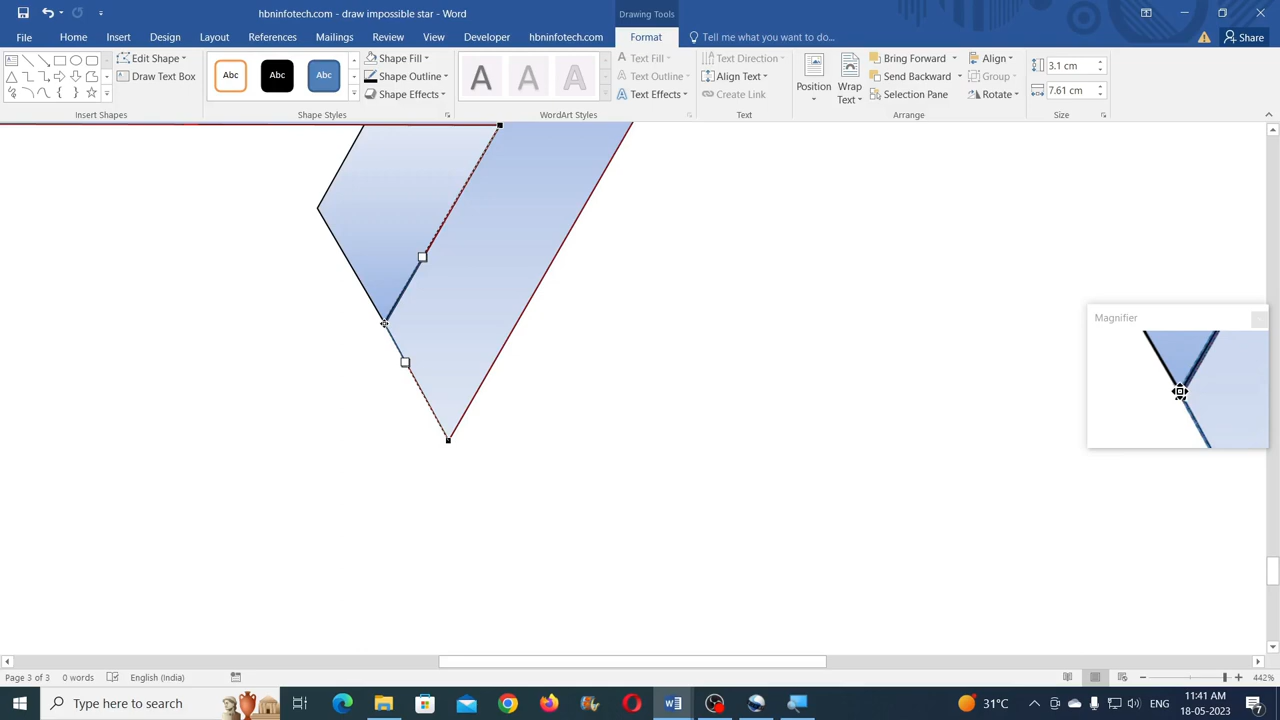 hbninfotech.com - draw impossible star - Word
Drawing Tools
File
Home
Insert
Design
Layout
References
Mailings
Review
View
Developer
hbninfotech
Format
Tell me what you want to do...
Share
Edit Shape
Draw Text Box
Insert Shapes
Abc
Abc
Abc
Shape Fill
Shape Outline
Shape Effects
Shape Styles
A
A
A
WordArt Styles
Text Fill
Text Outline
Text Effects
Text Direction
Align Text
Create Link
Text
Position
Wrap
Text
Bring Forward
Send Backward
Selection Pane
Align
Group
Rotate
Arrange
3.1 cm
7.61 cm
Size
Magnifier
Page 3 of 3
0 words
English (India)
442%
Type here to search
31°C
ENG
11:41 AM
18-05-2023
7